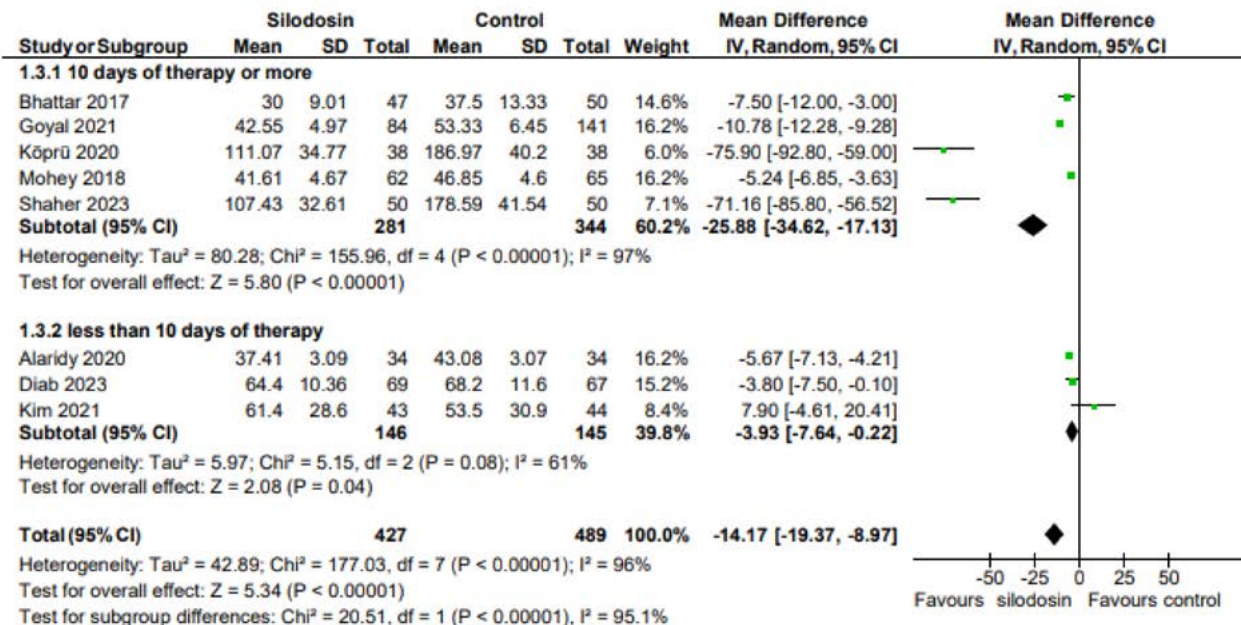 Silodosin Control Mean Difference Mean Difference
Study or Subgroup Mean SD Total Mean SD Total Weight IV, Random, 95% CI IV, Random, 95% CI
1.3.1 10 days of therapy or more
Bhattar 2017 30 9.01 47 37.5 13.33 50 14.6% -7.50 [-12.00, -3.00]
Goyal 2021 42.55 4.97 84 53.33 6.45 141 16.2% -10.78 [-12.28, -9.28]
Köprü 2020 111.07 34.77 38 186.97 40.2 38 6.0% -75.90 [-92.80, -59.00]
Mohey 2018 41.61 4.67 62 46.85 4.6 65 16.2% -5.24 [-6.85, -3.63]
Shaher 2023 107.43 32.61 50 178.59 41.54 50 7.1% -71.16 [-85.80, -56.52]
Subtotal (95% CI) 281 344 60.2% -25.88 [-34.62, -17.13]
Heterogeneity: Tau² = 80.28; Chi² = 155.96, df = 4 (P < 0.00001); I² = 97%
Test for overall effect: Z = 5.80 (P < 0.00001)
1.3.2 less than 10 days of therapy
Alaridy 2020 37.41 3.09 34 43.08 3.07 34 16.2% -5.67 [-7.13, -4.21]
Diab 2023 64.4 10.36 69 68.2 11.6 67 15.2% -3.80 [-7.50, -0.10]
Kim 2021 61.4 28.6 43 53.5 30.9 44 8.4% 7.90 [-4.61, 20.41]
Subtotal (95% CI) 146 145 39.8% -3.93 [-7.64, -0.22]
Heterogeneity: Tau² = 5.97; Chi² = 5.15, df = 2 (P = 0.08); I² = 61%
Test for overall effect: Z = 2.08 (P = 0.04)
Total (95% CI) 427 489 100.0% -14.17 [-19.37, -8.97]
Heterogeneity: Tau² = 42.89; Chi² = 177.03, df = 7 (P < 0.00001); I² = 96%
Test for overall effect: Z = 5.34 (P < 0.00001)
Test for subgroup differences: Chi² = 20.51, df = 1 (P < 0.00001), I² = 95.1%
-50 -25 0 25 50
Favours silodosin Favours control